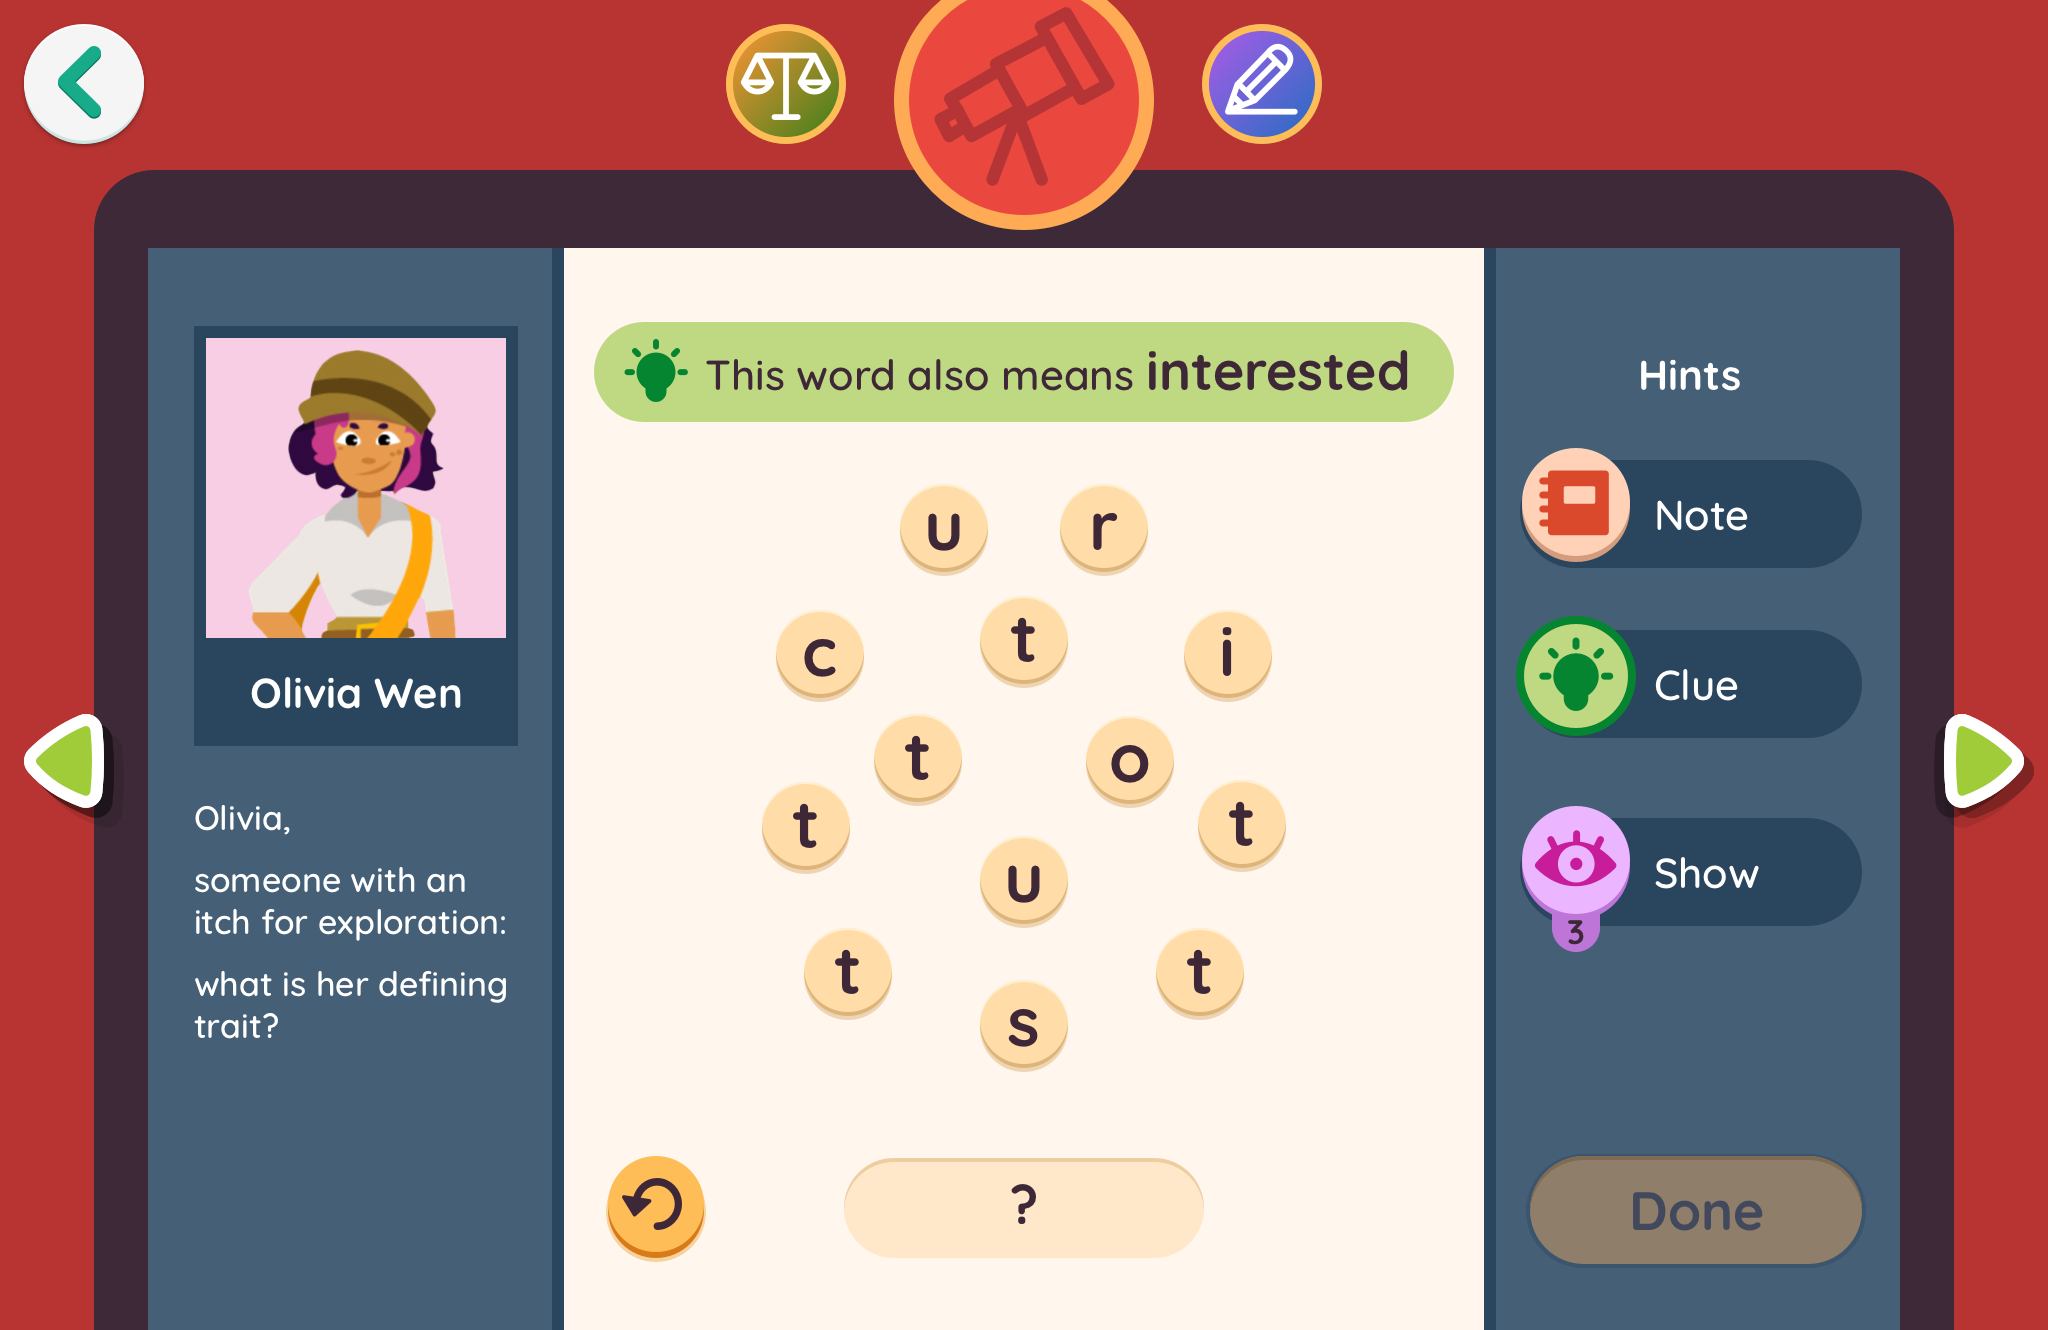 This word also means interested
Olivia Wen
Olivia,
someone with an
itch for exploration:
what is her defining
trait?
u r
c t i
t o
t t
u
t t
s
?
Hints
Note
Clue
Show
3
Done